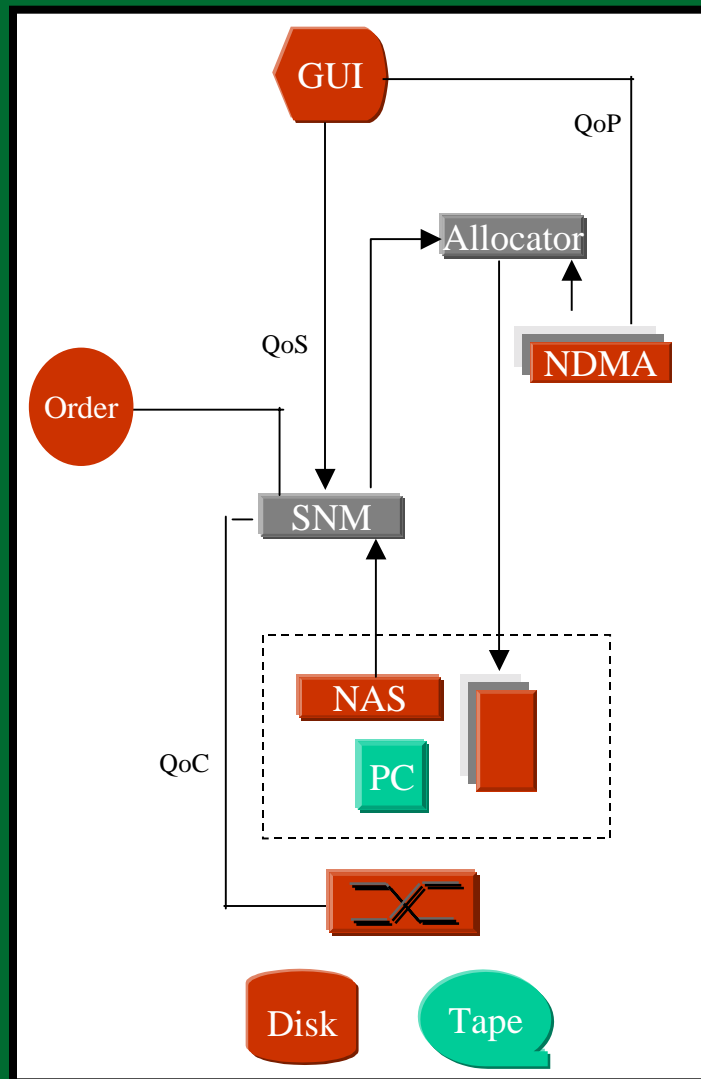 GUI
QoP
Allocator
QoS
NDMA
Order
SNM
NAS
QoC
PC
Disk
Tape